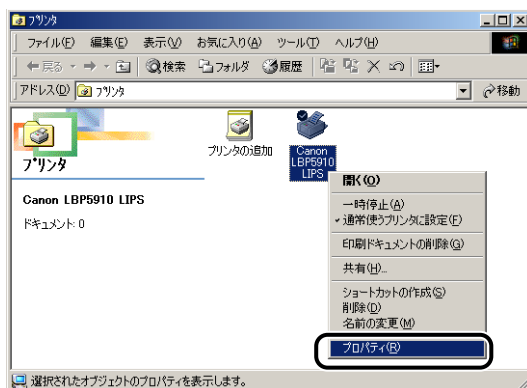 プリンタ
ファイル(F) 編集(E) 表示(V) お気に入り(A) ツール(T) ヘルプ(H)
戻る 検索 フォルダ 履歴
アドレス(D) プリンタ 移動
プリンタ
Canon LBP5910 LIPS
ドキュメント: 0
プリンタの追加
Canon
LBP5910
LIPS
開く(O)
一時停止(A)
通常使うプリンタに設定(F)
印刷ドキュメントの削除(G)
共有(H)...
ショートカットの作成(S)
削除(D)
名前の変更(M)
プロパティ(R)
選択されたオブジェクトのプロパティを表示します。